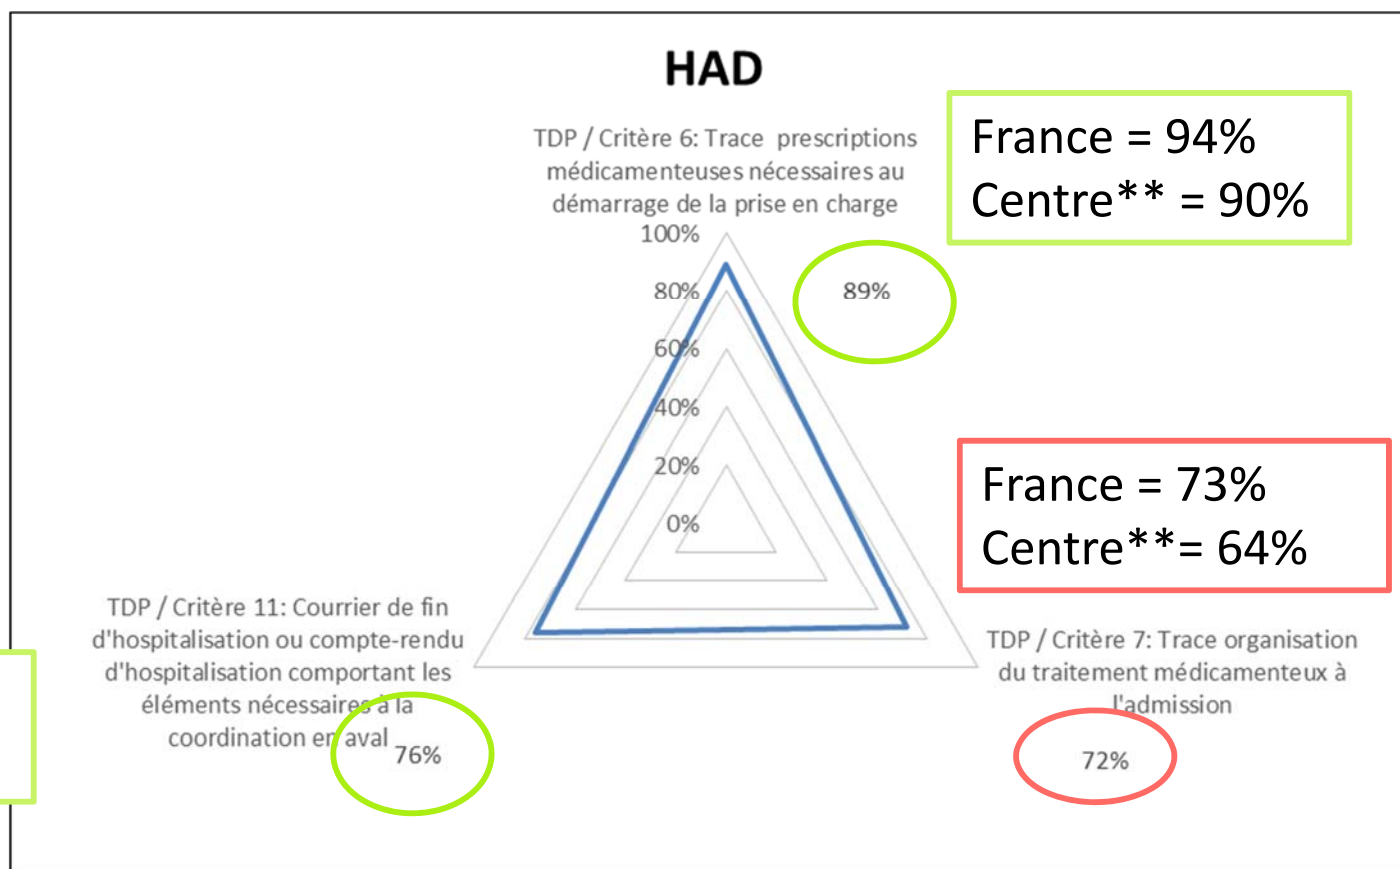 HAD
TDP / Critère 6: Trace prescriptions
médicamenteuses nécessaires au
démarrage de la prise en charge
France = 94%
Centre** = 90%
100%
80%
60%
40%
20%
0%
89%
France = 73%
Centre**= 64%
TDP / Critère 11: Courrier de fin
d'hospitalisation ou compte-rendu
d'hospitalisation comportant les
éléments nécessaires à la
coordination en aval
76%
TDP / Critère 7: Trace organisation
du traitement médicamenteux à
l'admission
72%